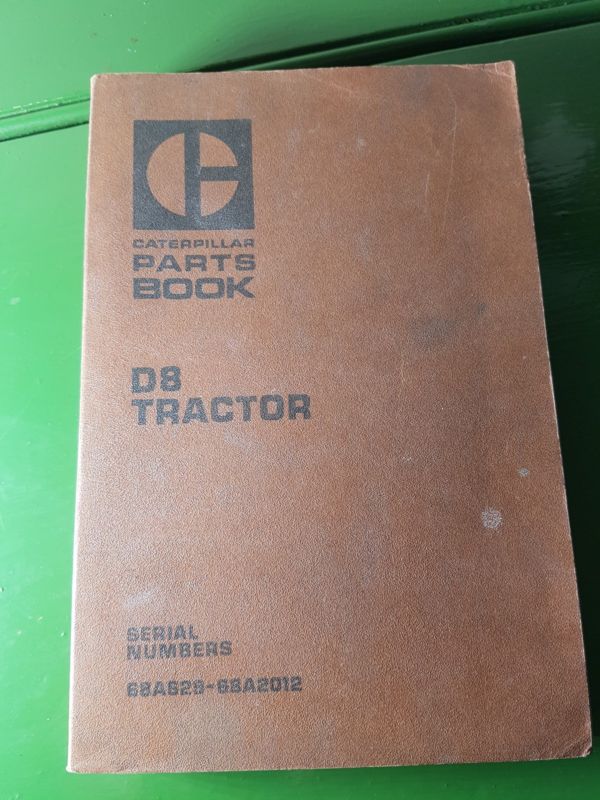 CATERPILLAR
PARTS
BOOK
D8
TRACTOR
SERIAL
NUMBERS
68A629-68A2012